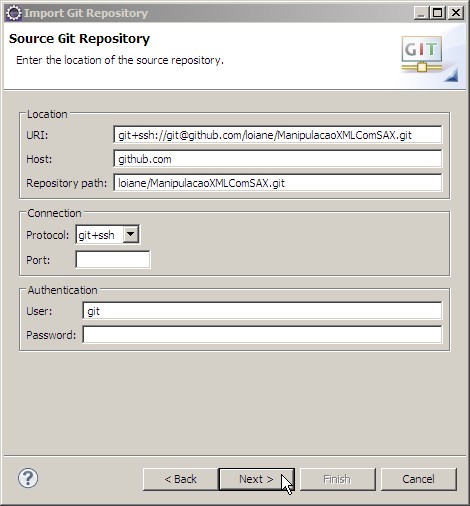 Import Git Repository
Source Git Repository
Enter the location of the source repository.
GIT
Location
URI: git+ssh://git@github.com/loiane/ManipulacaoXMLComSAX.git
Host: github.com
Repository path: loiane/ManipulacaoXMLComSAX.git
Connection
Protocol: git+ssh
Port:
Authentication
User: git
Password:
? < Back Next > Finish Cancel